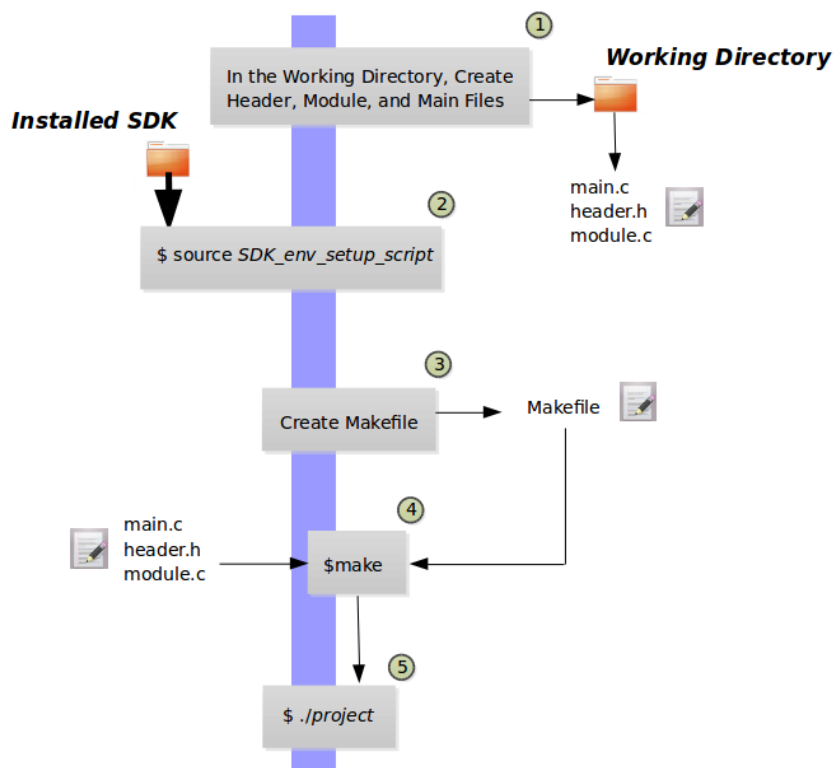 1
Working Directory
In the Working Directory, Create
Header, Module, and Main Files
Installed SDK
main.c
header.h
module.c
2
$ source SDK_env_setup_script
3
Create Makefile
Makefile
4
main.c
header.h
module.c
$make
5
$ ./project